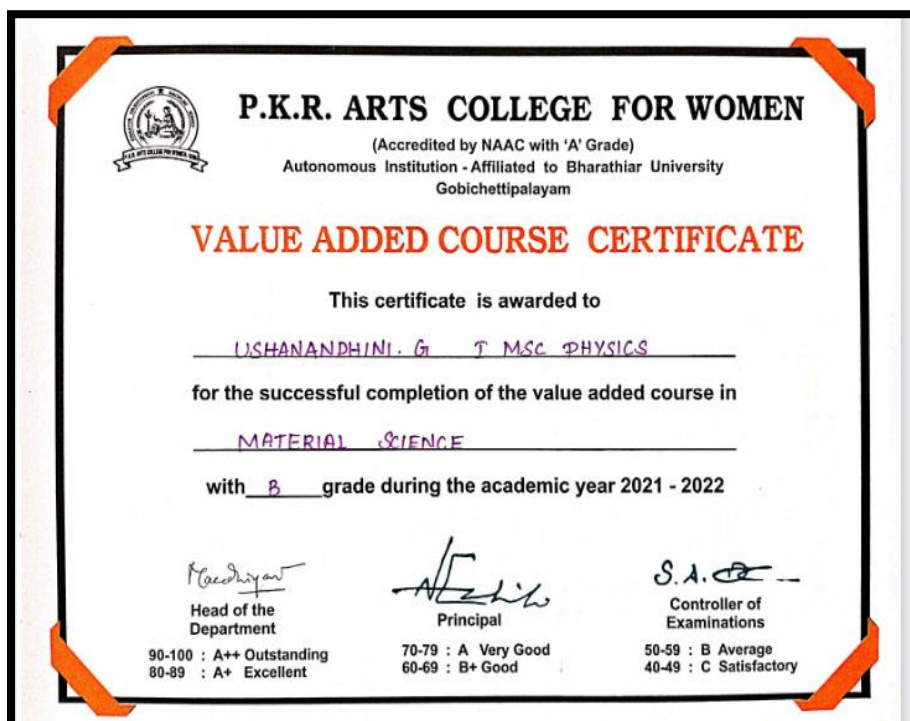 P.K.R. ARTS COLLEGE FOR WOMEN
(Accredited by NAAC with 'A' Grade)
Autonomous Institution - Affiliated to Bharathiar University
Gobichettipalayam
VALUE ADDED COURSE CERTIFICATE
This certificate is awarded to
USHANANDHINI. G I MSC PHYSICS
for the successful completion of the value added course in
MATERIAL SCIENCE
with B grade during the academic year 2021 - 2022
S. A.
Head of the
Department
Principal
Controller of
Examinations
90-100 : A++ Outstanding
80-89 : A+ Excellent
70-79 : A Very Good
60-69 : B+ Good
50-59 : B Average
40-49 : C Satisfactory